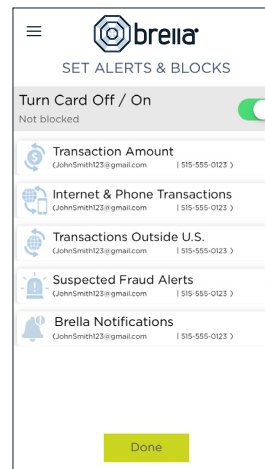 brella
SET ALERTS & BLOCKS
Turn Card Off / On
Not blocked
Transaction Amount
(JohnSmith123@gmail.com | 515-555-0123 )
Internet & Phone Transactions
(JohnSmith123@gmail.com | 515-555-0123 )
Transactions Outside U.S.
(JohnSmith123@gmail.com | 515-555-0123 )
Suspected Fraud Alerts
(JohnSmith123@gmail.com | 515-555-0123 )
Brella Notifications
(JohnSmith123@gmail.com | 515-555-0123 )
Done